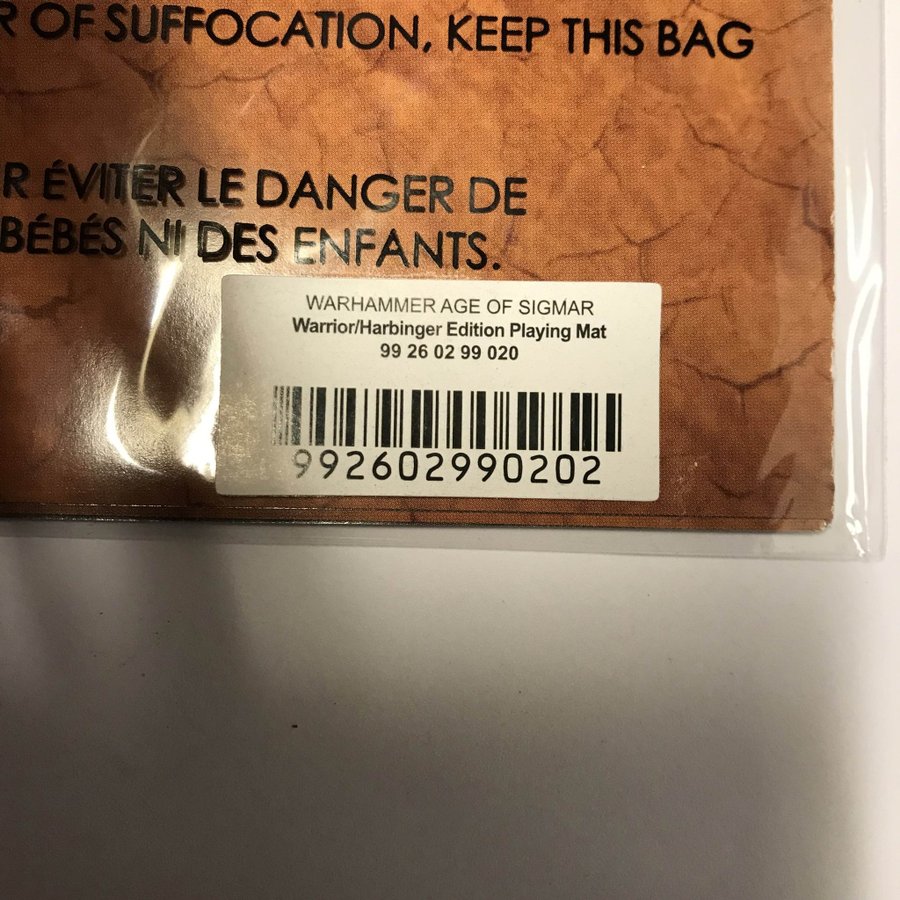 R OF SUFFOCATION, KEEP THIS BAG
R ÉVITER LE DANGER DE
BÉBÉS NI DES ENFANTS.
WARHAMMER AGE OF SIGMAR
Warrior/Harbinger Edition Playing Mat
99 26 02 99 020
992602990202